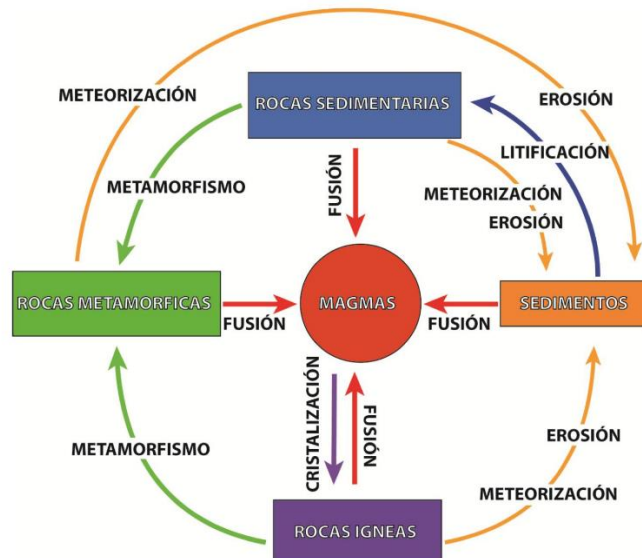 METEORIZACIÓN
EROSIÓN
ROCAS SEDIMENTARIAS
LITIFICACIÓN
METAMORFISMO
FUSIÓN
METEORIZACIÓN
EROSIÓN
ROCAS METAMORFICAS
MAGMAS
SEDIMENTOS
FUSIÓN
FUSIÓN
CRISTALIZACIÓN
FUSIÓN
METAMORFISMO
EROSIÓN
METEORIZACIÓN
ROCAS IGNEAS